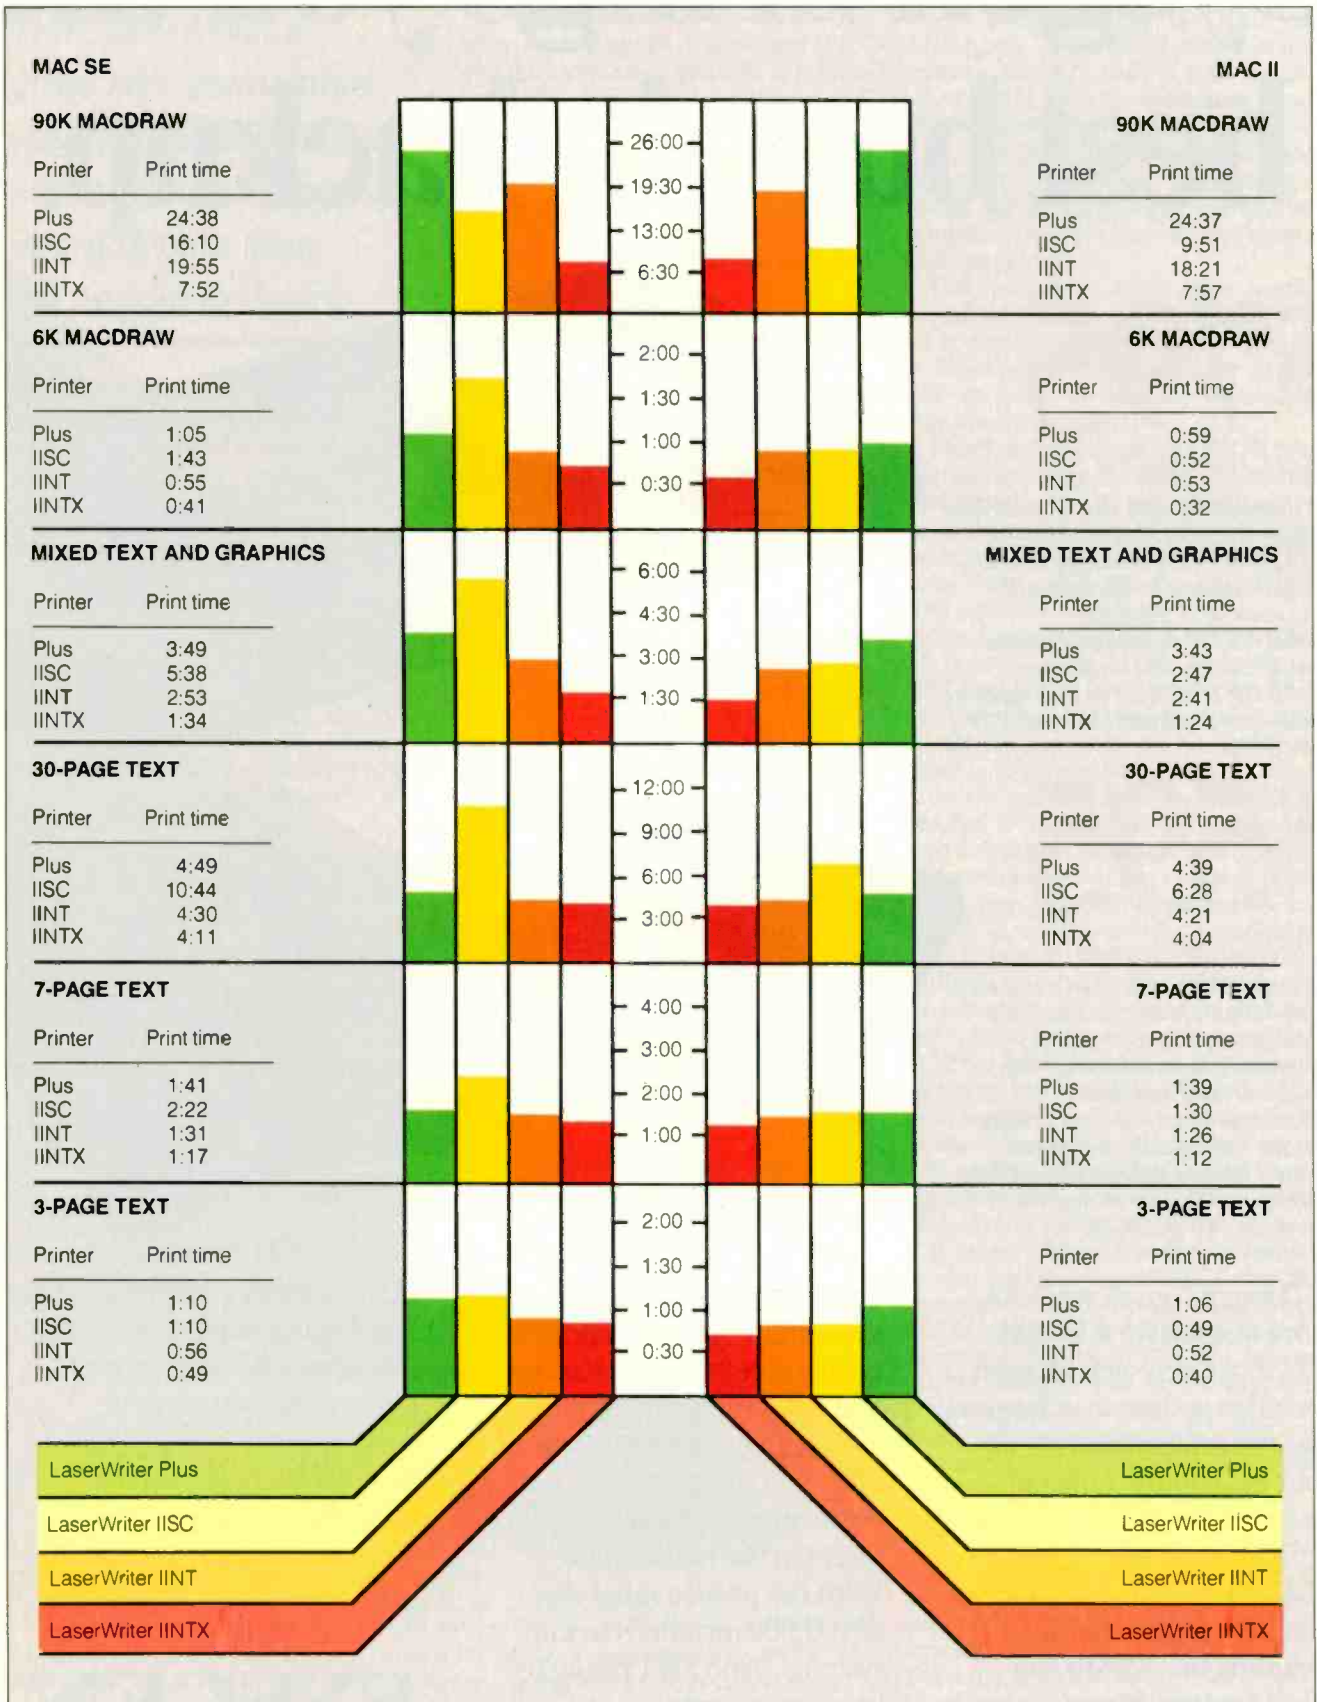 MAC SE
MAC II
90K MACDRAW
Printer Print time
Plus 24:38
IISC 16:10
IINT 19:55
IINTX 7:52
26:00
19:30
13:00
6:30
90K MACDRAW
Printer Print time
Plus 24:37
IISC 9:51
IINT 18:21
IINTX 7:57
6K MACDRAW
Printer Print time
Plus 1:05
IISC 1:43
IINT 0:55
IINTX 0:41
2:00
1:30
1:00
0:30
6K MACDRAW
Printer Print time
Plus 0:59
IISC 0:52
IINT 0:53
IINTX 0:32
MIXED TEXT AND GRAPHICS
Printer Print time
Plus 3:49
IISC 5:38
IINT 2:53
IINTX 1:34
6:00
4:30
3:00
1:30
MIXED TEXT AND GRAPHICS
Printer Print time
Plus 3:43
IISC 2:47
IINT 2:41
IINTX 1:24
30-PAGE TEXT
Printer Print time
Plus 4:49
IISC 10:44
IINT 4:30
IINTX 4:11
12:00
9:00
6:00
3:00
30-PAGE TEXT
Printer Print time
Plus 4:39
IISC 6:28
IINT 4:21
IINTX 4:04
7-PAGE TEXT
Printer Print time
Plus 1:41
IISC 2:22
IINT 1:31
IINTX 1:17
4:00
3:00
2:00
1:00
7-PAGE TEXT
Printer Print time
Plus 1:39
IISC 1:30
IINT 1:26
IINTX 1:12
3-PAGE TEXT
Printer Print time
Plus 1:10
IISC 1:10
IINT 0:56
IINTX 0:49
2:00
1:30
1:00
0:30
3-PAGE TEXT
Printer Print time
Plus 1:06
IISC 0:49
IINT 0:52
IINTX 0:40
LaserWriter Plus
LaserWriter IISC
LaserWriter IINT
LaserWriter IINTX
LaserWriter Plus
LaserWriter IISC
LaserWriter IINT
LaserWriter IINTX